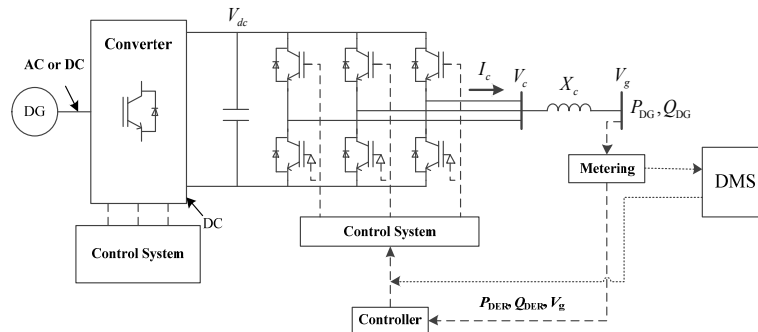 Converter
V_dc
AC or DC
DG
I_c
V_c
X_c
V_g
P_DG, Q_DG
Metering
DMS
DC
Control System
Control System
P_DER, Q_DER, V_g
Controller